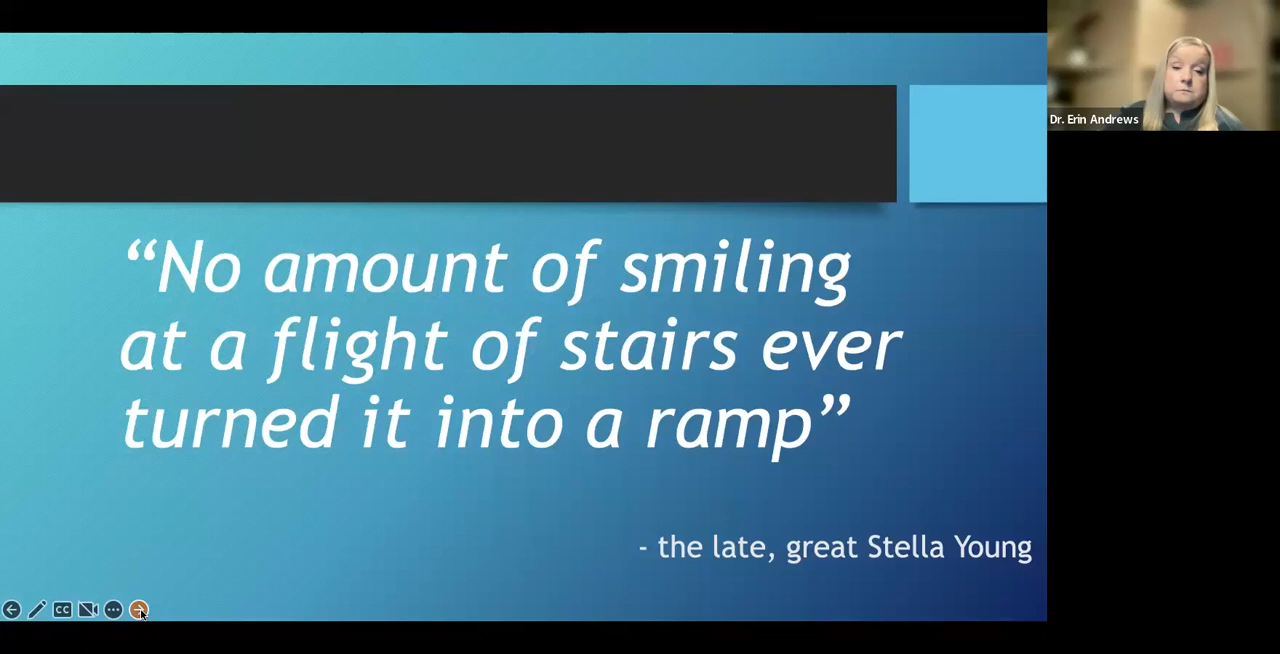 “No amount of smiling
at a flight of stairs ever
turned it into a ramp”
- the late, great Stella Young
Dr. Erin Andrews
CC